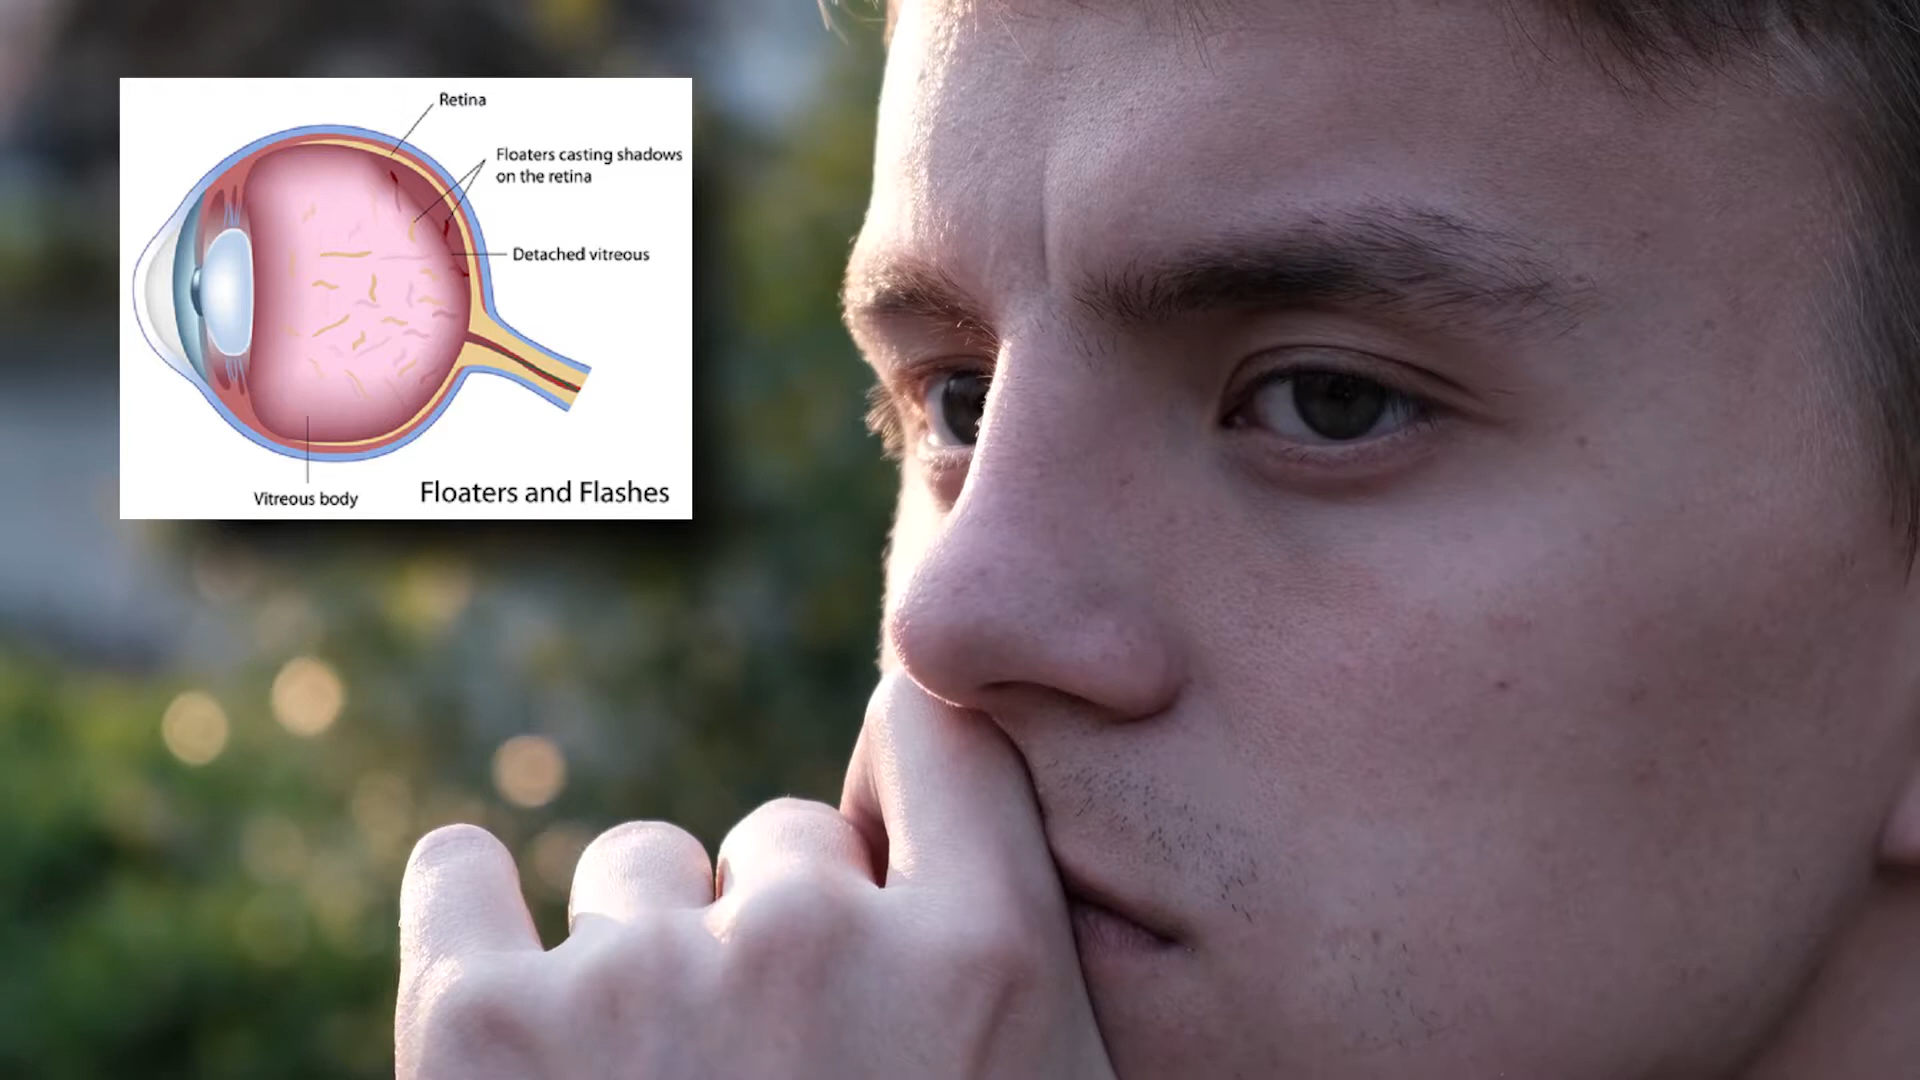 Retina
Floaters casting shadows
on the retina
Detached vitreous
Vitreous body
Floaters and Flashes